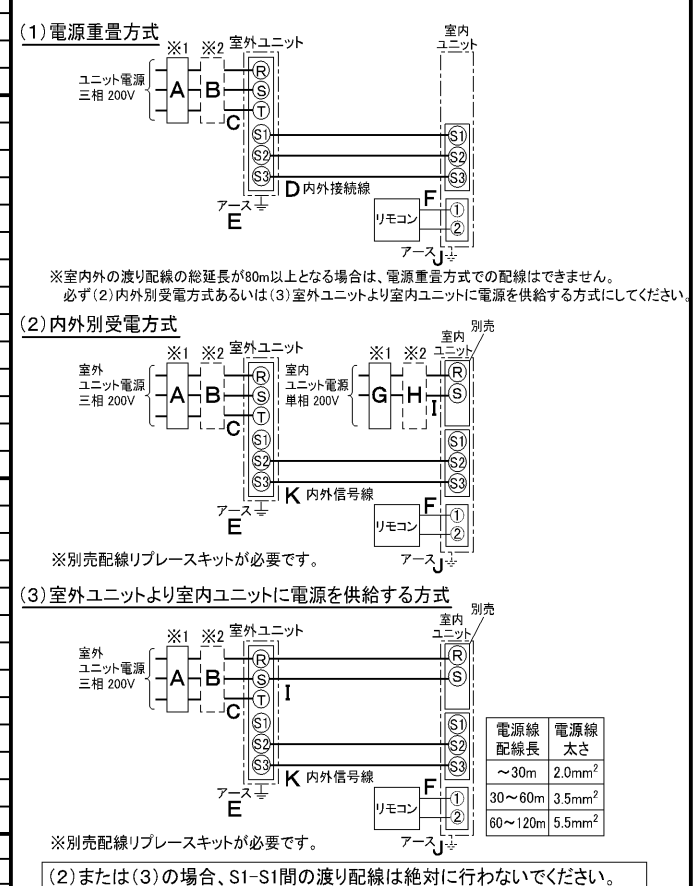 (1)電源重畳方式
※1 ※2 室外ユニット
室内
ユニット
ユニット電源
三相 200V
A B C
R
S
T
S1
S2
S3
S1
S2
S3
D 内外接続線
アース
E
リモコン
F
①
②
アース J
※室内外の渡り配線の総延長が80m以上となる場合は、電源重畳方式での配線はできません。
必ず(2)内外別受電方式あるいは(3)室外ユニットより室内ユニットに電源を供給する方式にしてください。
(2)内外別受電方式
※1 ※2 室外ユニット
※1 ※2
室内
ユニット
別売
室外
ユニット電源
三相 200V
A B C
R
S
T
S1
S2
S3
室内
ユニット電源
単相 200V
G H I
R
S
S1
S2
S3
K 内外信号線
アース
E
リモコン
F
①
②
アース J
※別売配線リプレースキットが必要です。
(3)室外ユニットより室内ユニットに電源を供給する方式
※1 ※2 室外ユニット
室内
ユニット
別売
室外
ユニット電源
三相 200V
A B C
R
S
T
S1
S2
S3
I
R
S
S1
S2
S3
K 内外信号線
アース
E
リモコン
F
①
②
アース J
電源線 電源線
配線長 太さ
～30m 2.0mm²
30～60m 3.5mm²
60～120m 5.5mm²
※別売配線リプレースキットが必要です。
(2)または(3)の場合、S1-S1間の渡り配線は絶対に行わないでください。